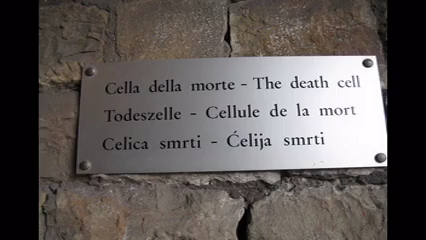 Cella della morte - The death cell
Todeszelle - Cellule de la mort
Celica smrti - Ćelija smrti